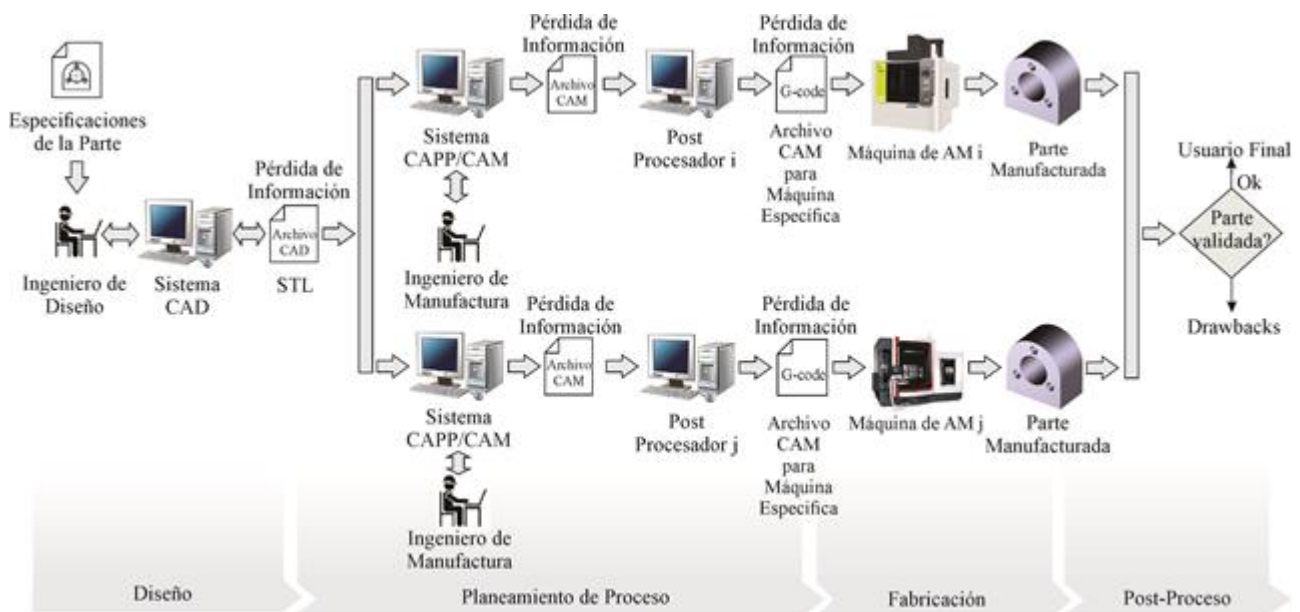 Especificaciones
de la Parte
Ingeniero de
Diseño
Sistema
CAD
Pérdida de
Información
Archivo
CAD
STL
Sistema
CAPP/CAM
Ingeniero de
Manufactura
Pérdida de
Información
Archivo
CAM
Post
Procesador i
Pérdida de
Información
G-code
Archivo
CAM
para
Máquina
Específica
Máquina de AM i
Parte
Manufacturada
Sistema
CAPP/CAM
Ingeniero de
Manufactura
Pérdida de
Información
Archivo
CAM
Post
Procesador j
Pérdida de
Información
G-code
Archivo
CAM
para
Máquina
Específica
Máquina de AM j
Parte
Manufacturada
Usuario Final
Ok
Parte
validada?
Drawbacks
Diseño
Planeamiento de Proceso
Fabricación
Post-Proceso